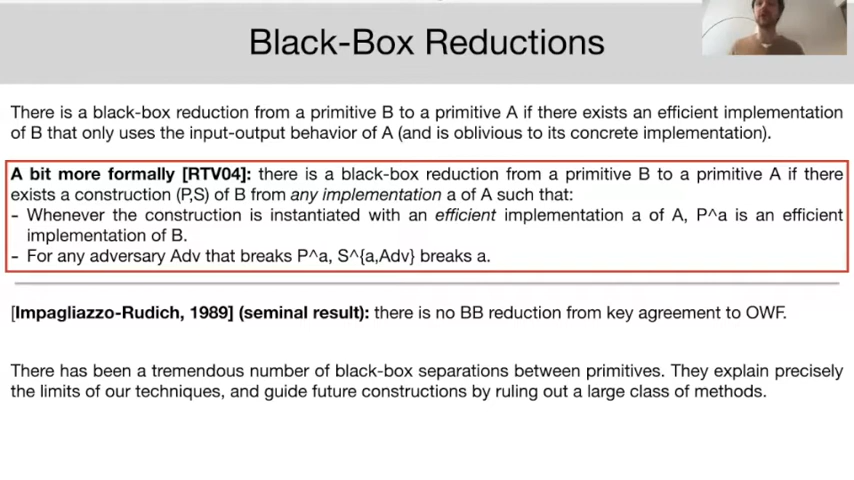 Black-Box Reductions
There is a black-box reduction from a primitive B to a primitive A if there exists an efficient implementation
of B that only uses the input-output behavior of A (and is oblivious to its concrete implementation).
A bit more formally [RTV04]: there is a black-box reduction from a primitive B to a primitive A if there
exists a construction (P,S) of B from any implementation a of A such that:
- Whenever the construction is instantiated with an efficient implementation a of A, P^a is an efficient
implementation of B.
- For any adversary Adv that breaks P^a, S^{a,Adv} breaks a.
[Impagliazzo-Rudich, 1989] (seminal result): there is no BB reduction from key agreement to OWF.
There has been a tremendous number of black-box separations between primitives. They explain precisely
the limits of our techniques, and guide future constructions by ruling out a large class of methods.